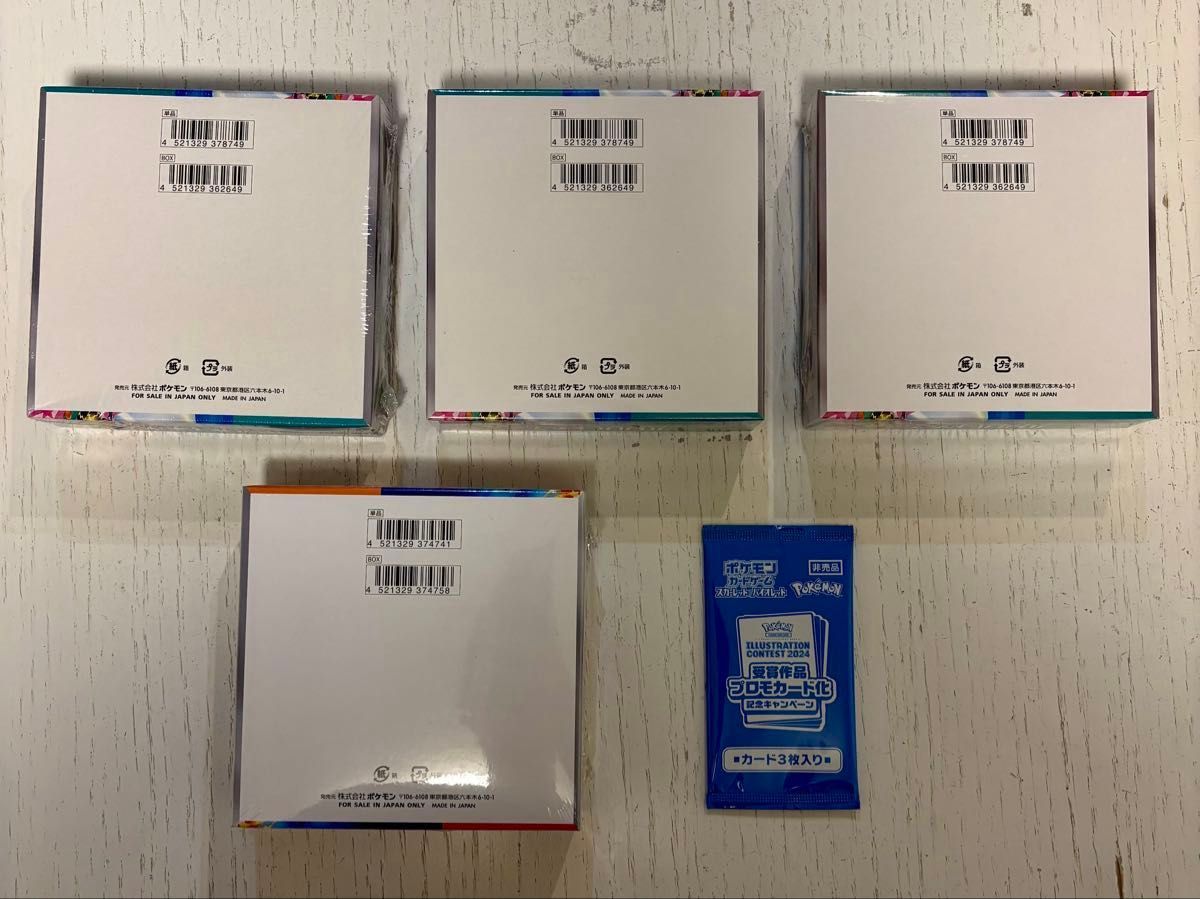 単品
4 521329 378749
BOX
4 521329 362649
紙 箱 プラ 外装
発売元 株式会社ポケモン 〒106-6108 東京都港区六本木6-10-1
FOR SALE IN JAPAN ONLY MADE IN JAPAN
単品
4 521329 378749
BOX
4 521329 362649
紙 箱 プラ 外装
発売元 株式会社ポケモン 〒106-6108 東京都港区六本木6-10-1
FOR SALE IN JAPAN ONLY MADE IN JAPAN
単品
4 521329 378749
BOX
4 521329 362649
紙 箱 プラ 外装
発売元 株式会社ポケモン 〒106-6108 東京都港区六本木6-10-1
FOR SALE IN JAPAN ONLY MADE IN JAPAN
単品
4 521329 374741
BOX
4 521329 374758
紙 箱 プラ 外装
発売元 株式会社ポケモン 〒106-6108 東京都港区六本木6-10-1
FOR SALE IN JAPAN ONLY MADE IN JAPAN
ポケモン
カードゲーム
スカーレット バイオレット
非売品
POKÉMON
POKÉMON
ILLUSTRATION
CONTEST 2024
受賞作品
プロモカード化
記念キャンペーン
カード3枚入り